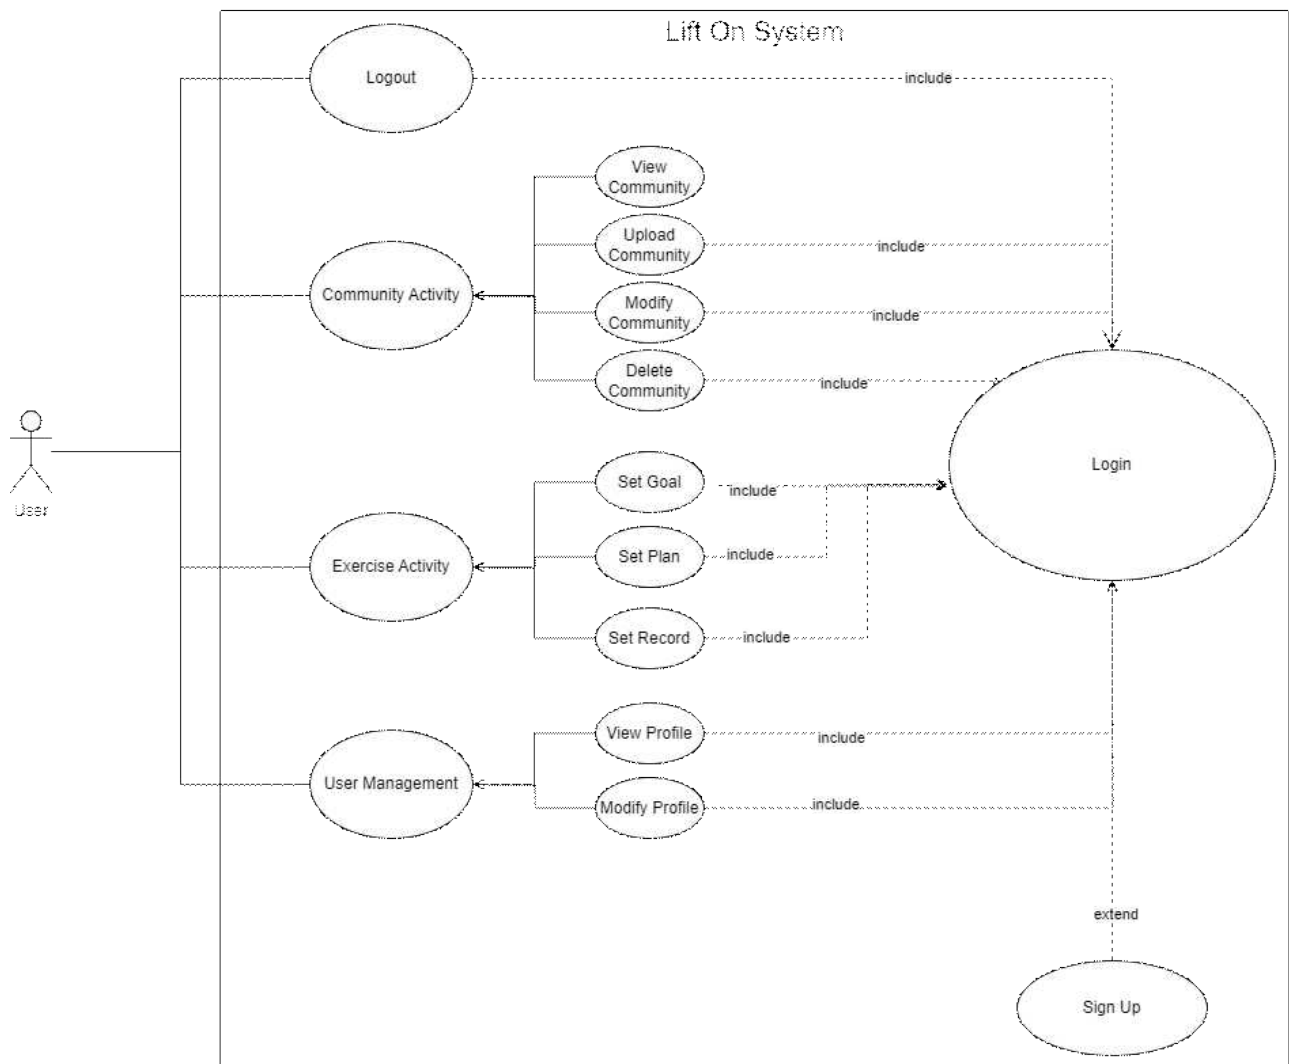 Lift On System
Logout
include
View
Community
Upload
Community
include
Community Activity
Modify
Community
include
Delete
Community
include
Login
User
Set Goal
include
Exercise Activity
Set Plan
include
Set Record
include
View Profile
include
User Management
Modify Profile
include
extend
Sign Up